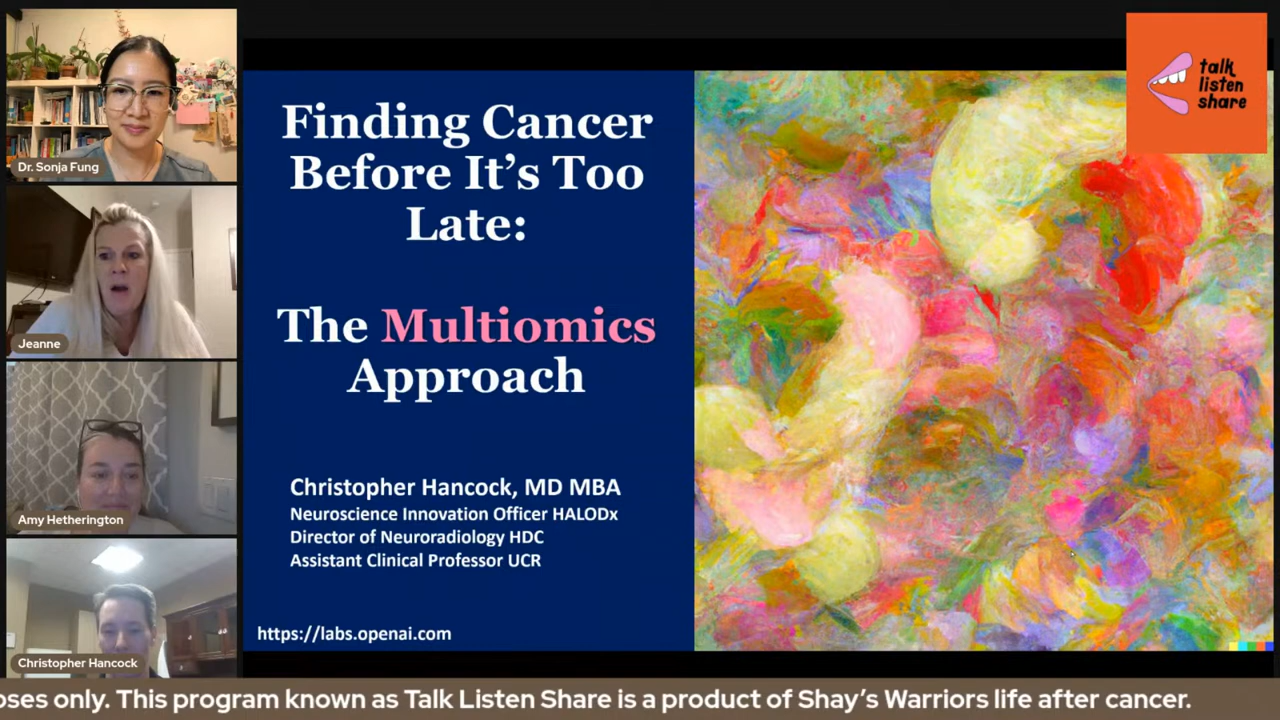 Dr. Sonja Fung
Jeanne
Amy Hetherington
Christopher Hancock
Finding Cancer
Before It’s Too
Late:
The Multiomics
Approach
Christopher Hancock, MD MBA
Neuroscience Innovation Officer HALODx
Director of Neuroradiology HDC
Assistant Clinical Professor UCR
https://labs.openai.com
talk
listen
share
only. This program known as Talk Listen Share is a product of Shay’s Warriors life after cancer.